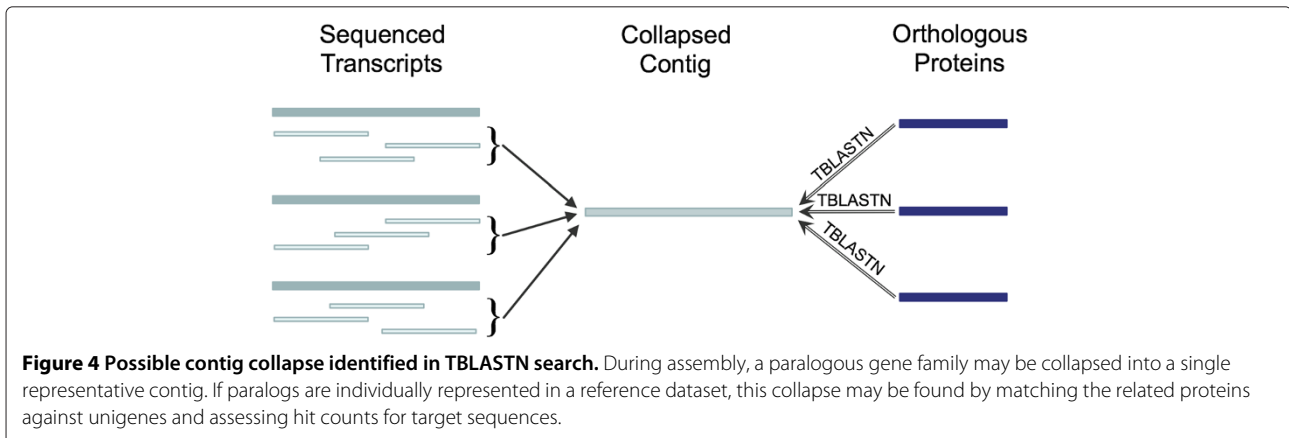 Sequenced
Transcripts
Collapsed
Contig
Orthologous
Proteins
}
}
}
TBLASTN
TBLASTN
TBLASTN
Figure 4 Possible contig collapse identified in TBLASTN search. During assembly, a paralogous gene family may be collapsed into a single
representative contig. If paralogs are individually represented in a reference dataset, this collapse may be found by matching the related proteins
against unigenes and assessing hit counts for target sequences.